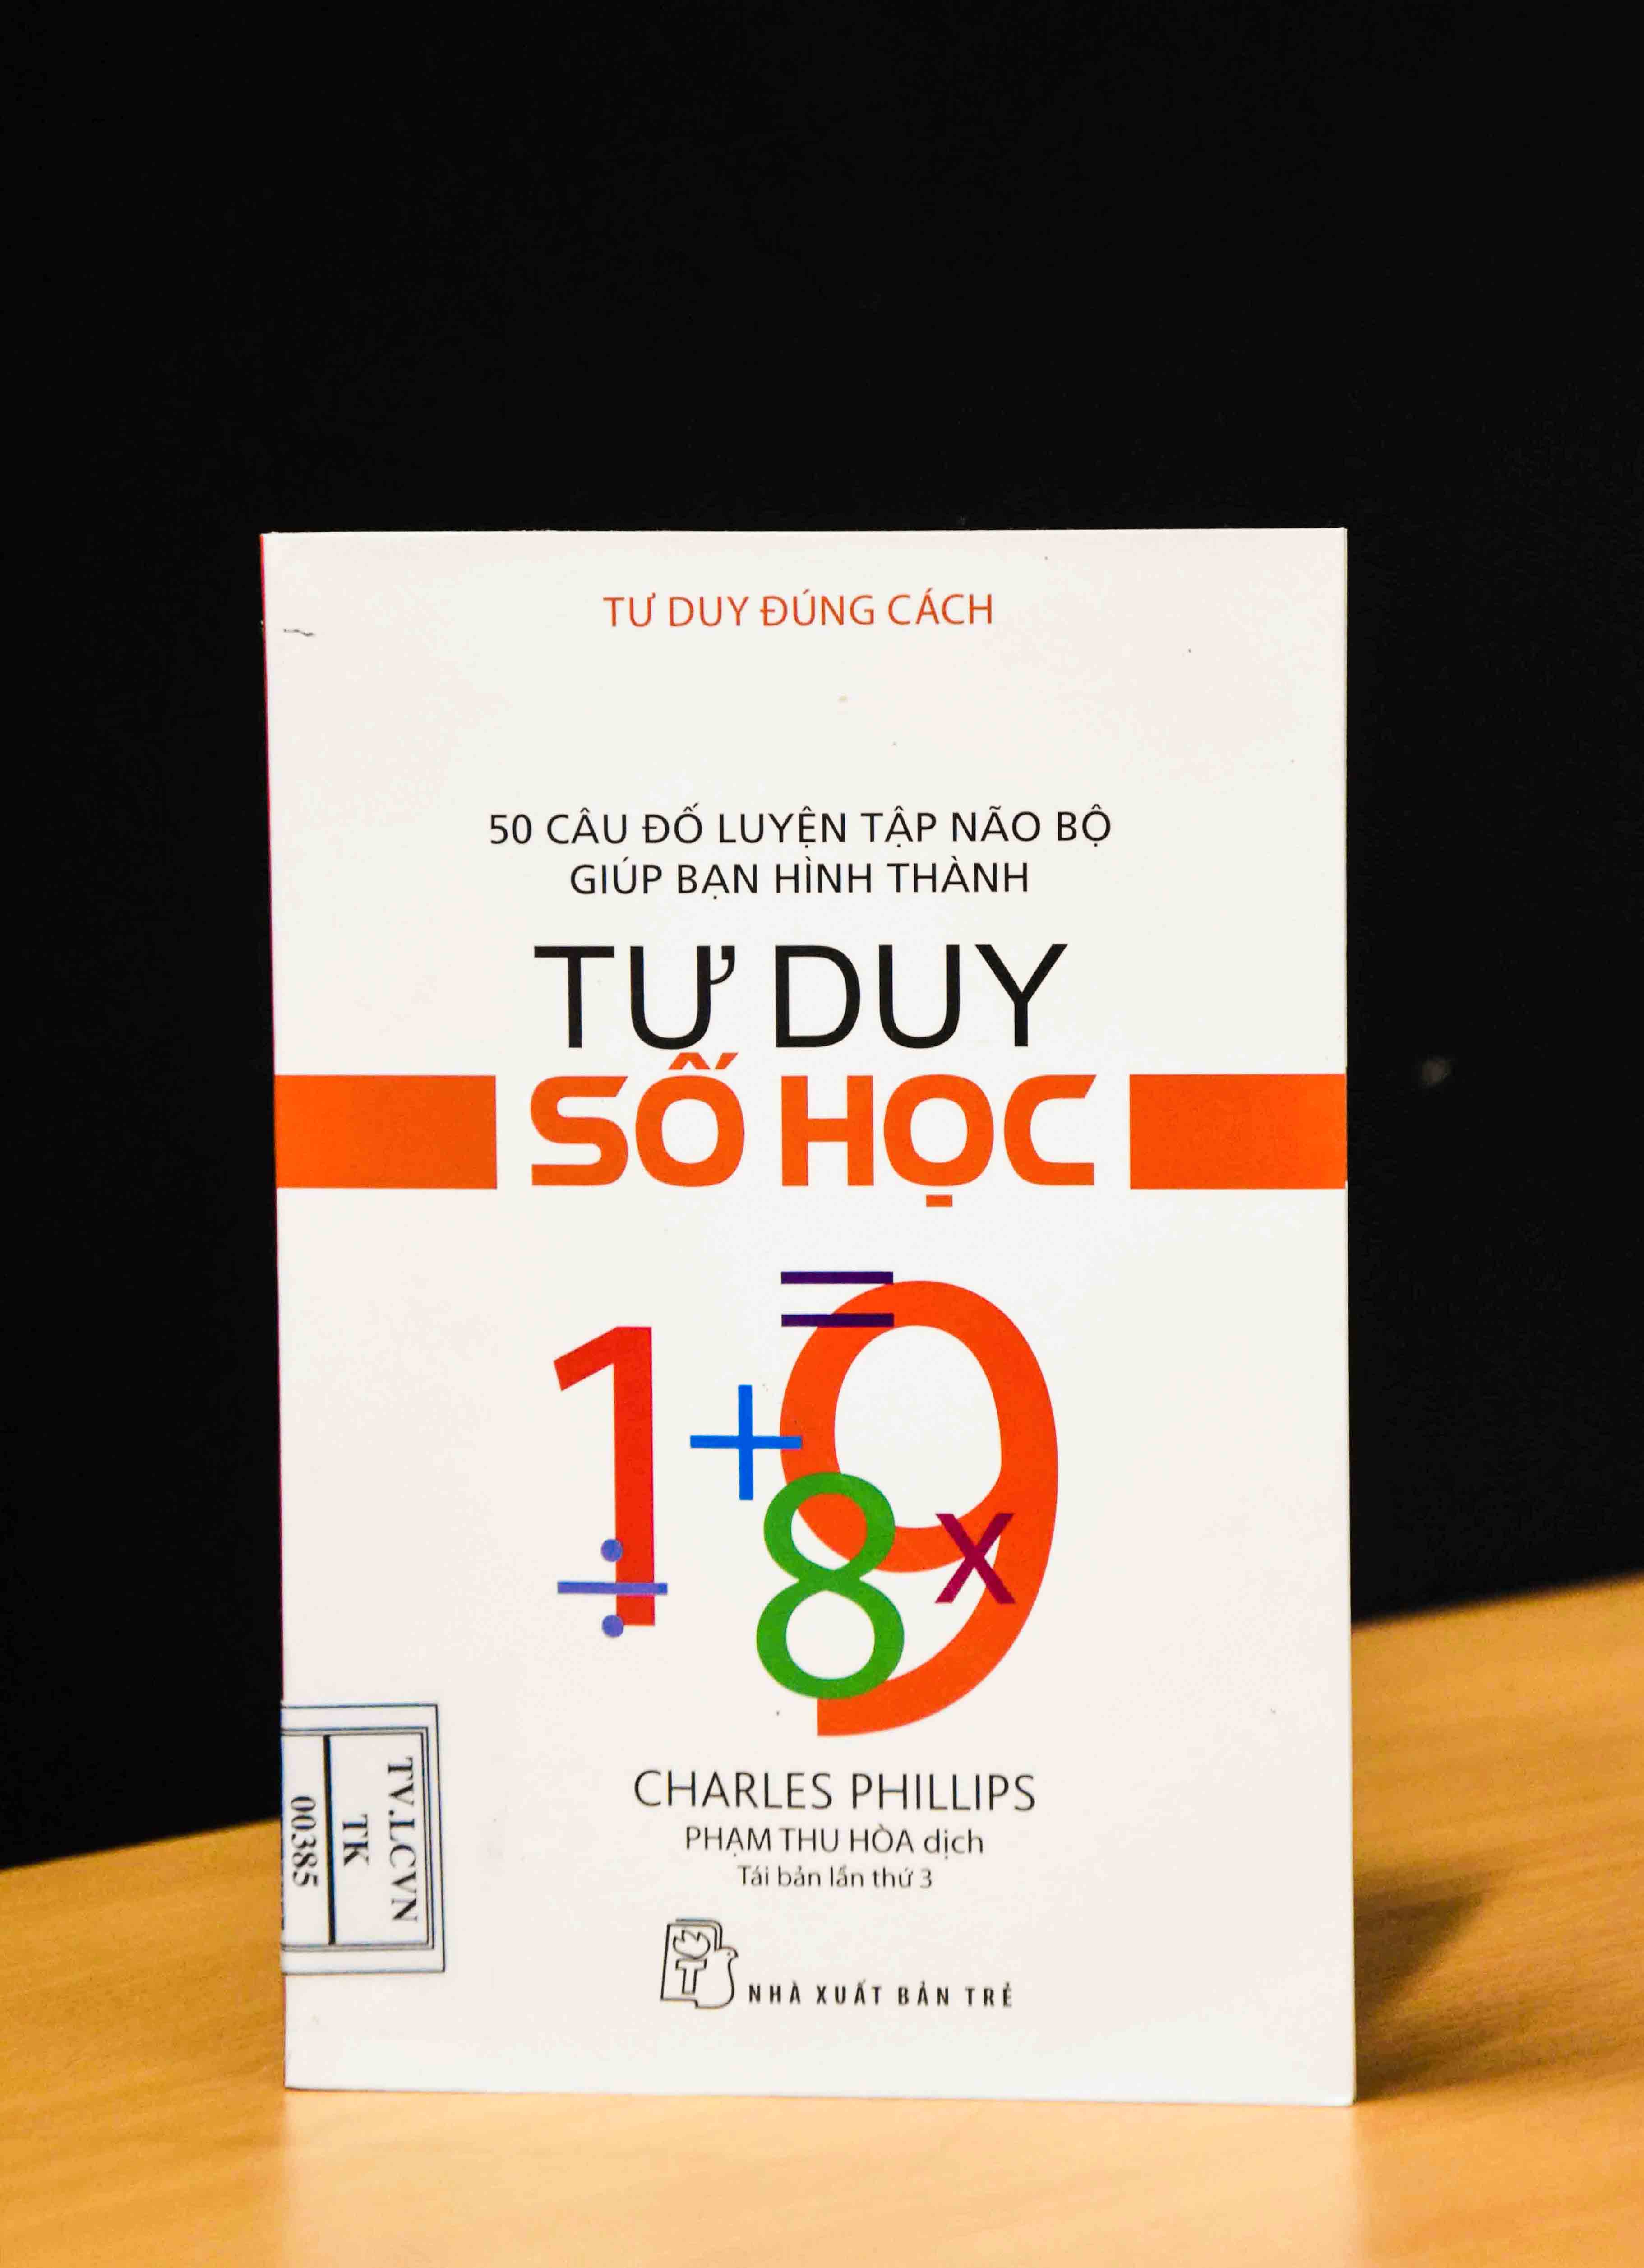 TƯ DUY ĐÚNG CÁCH
50 CÂU ĐỐ LUYỆN TẬP NÃO BỘ
GIÚP BẠN HÌNH THÀNH
TƯ DUY
SỐ HỌC
=
1 + 9
÷ 8 x
CHARLES PHILLIPS
PHẠM THU HÒA dịch
Tái bản lần thứ 3
NHÀ XUẤT BẢN TRẺ
TV.LCVN
TK
00385